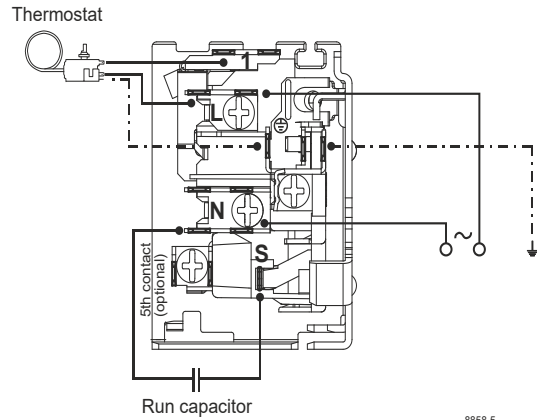 Thermostat
1
L
N
S
5th contact
(optional)
~
Run capacitor
8858.5